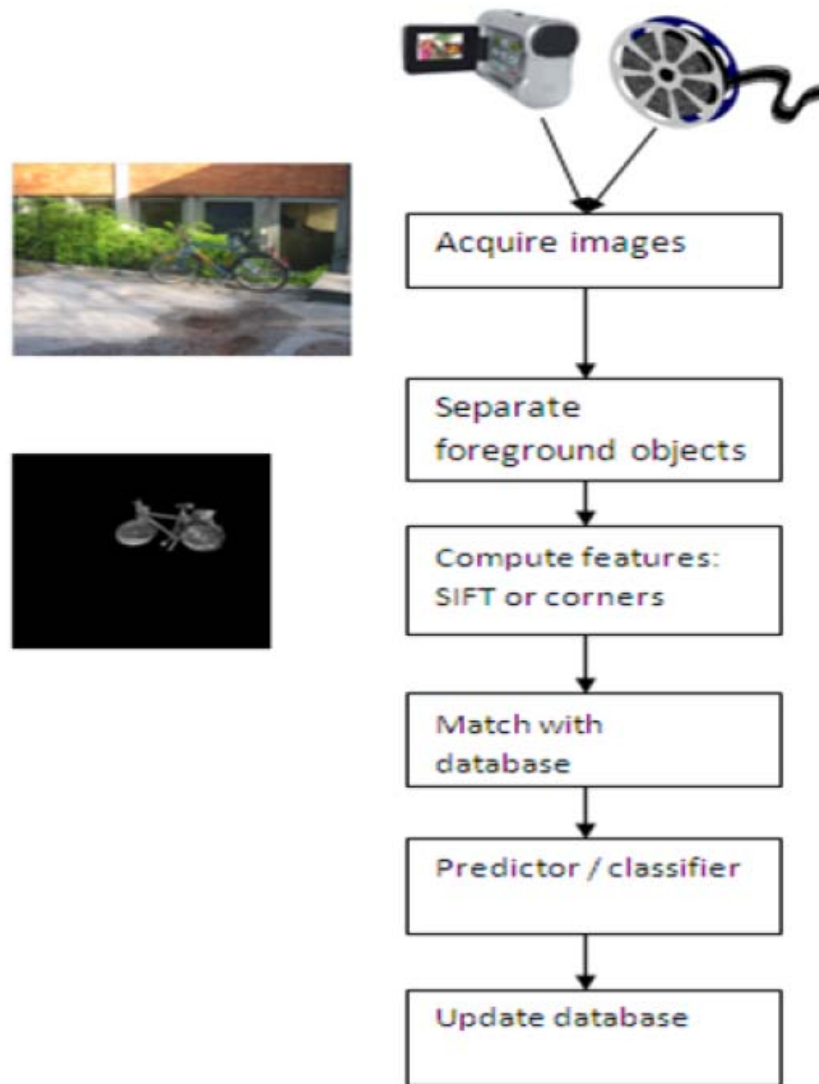 Acquire images
Separate
foreground objects
Compute features:
SIFT or corners
Match with
database
Predictor / classifier
Update database